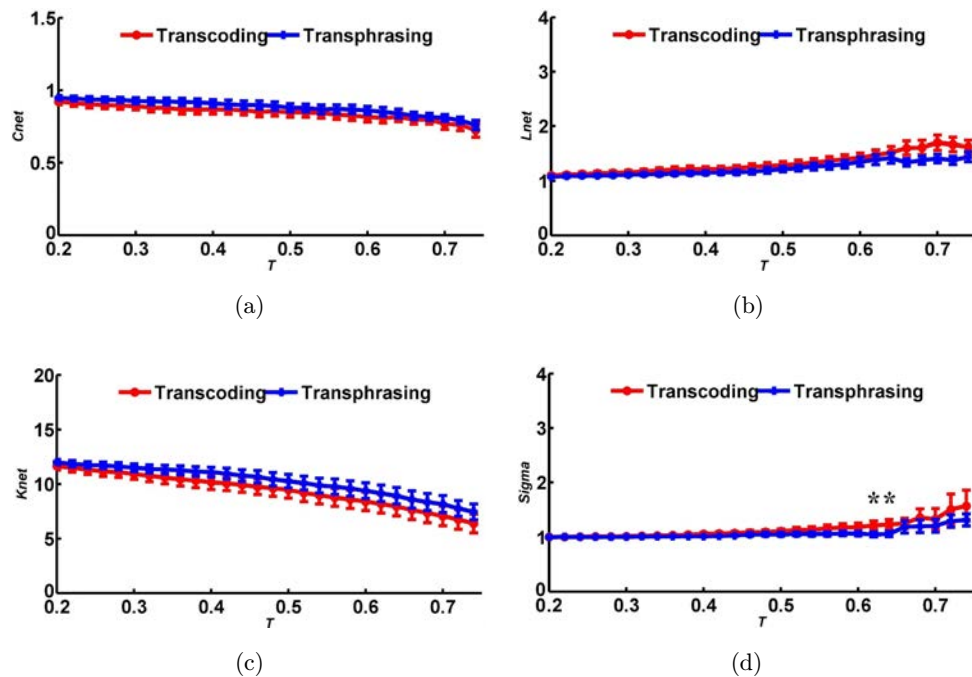 1.5
Transcoding Transphrasing
1
Cnet
0.5
0
0.2 0.3 0.4 0.5 0.6 0.7
T
(a)
4
Transcoding Transphrasing
3
Lnet
2
1
0
0.2 0.3 0.4 0.5 0.6 0.7
T
(b)
20
Transcoding Transphrasing
15
Knet
10
5
0
0.2 0.3 0.4 0.5 0.6 0.7
T
(c)
4
Transcoding Transphrasing
3
Sigma
2
**
1
0
0.2 0.3 0.4 0.5 0.6 0.7
T
(d)